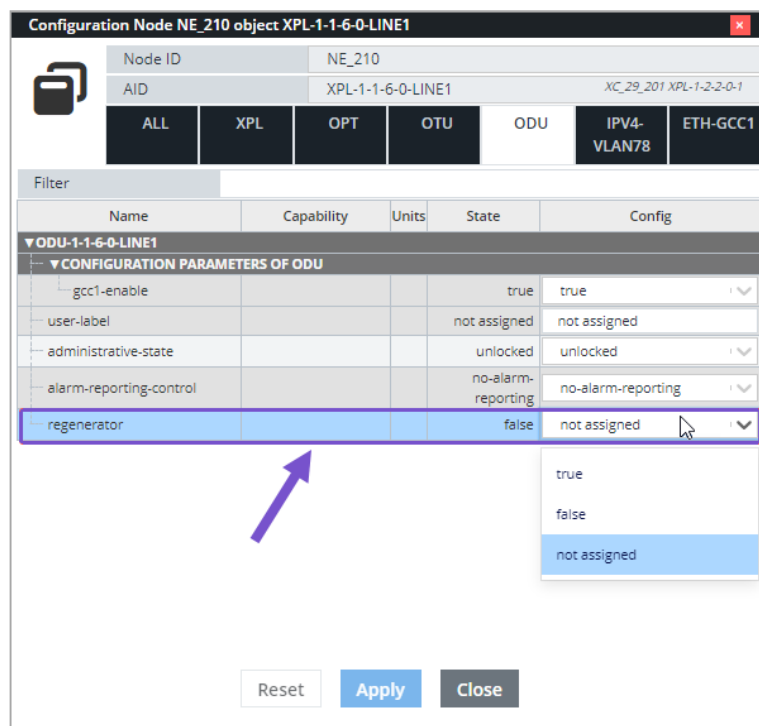 Configuration Node NE_210 object XPL-1-1-6-0-LINE1
Node ID NE_210
AID XPL-1-1-6-0-LINE1 XC_29_201 XPL-1-2-2-0-1
ALL XPL OPT OTU ODU IPV4-VLAN78 ETH-GCC1
Filter
Name Capability Units State Config
▼ODU-1-1-6-0-LINE1
▼CONFIGURATION PARAMETERS OF ODU
gcc1-enable true true
user-label not assigned not assigned
administrative-state unlocked unlocked
alarm-reporting-control no-alarm-reporting no-alarm-reporting
regenerator false not assigned
true
false
not assigned
Reset Apply Close